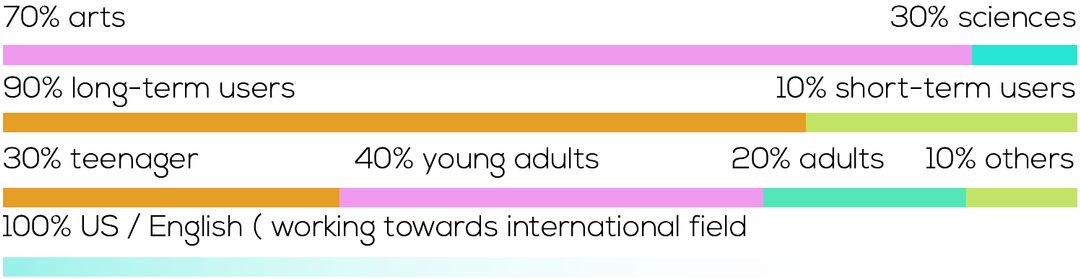 70% arts 30% sciences
90% long-term users 10% short-term users
30% teenager 40% young adults 20% adults 10% others
100% US / English ( working towards international field